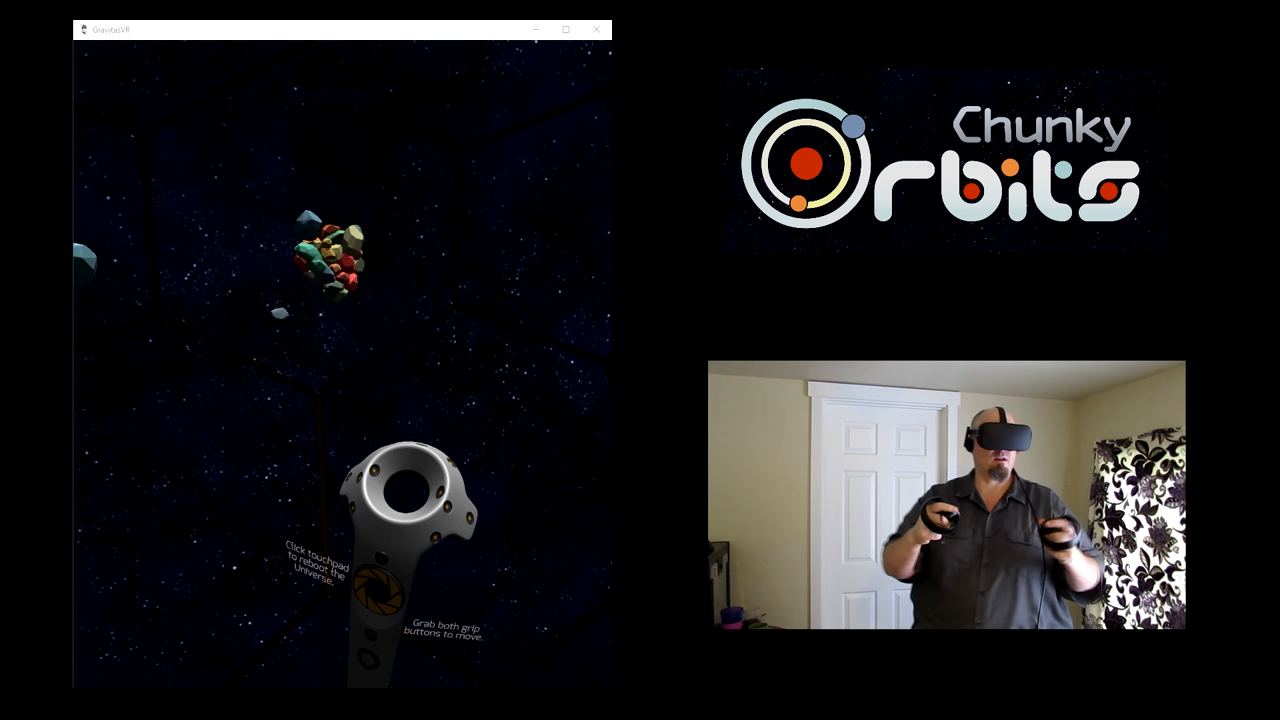 GravitasVR
Chunky
Orbits
Click touchpad
to reboot the
Universe.
Grab both grip
buttons to move.